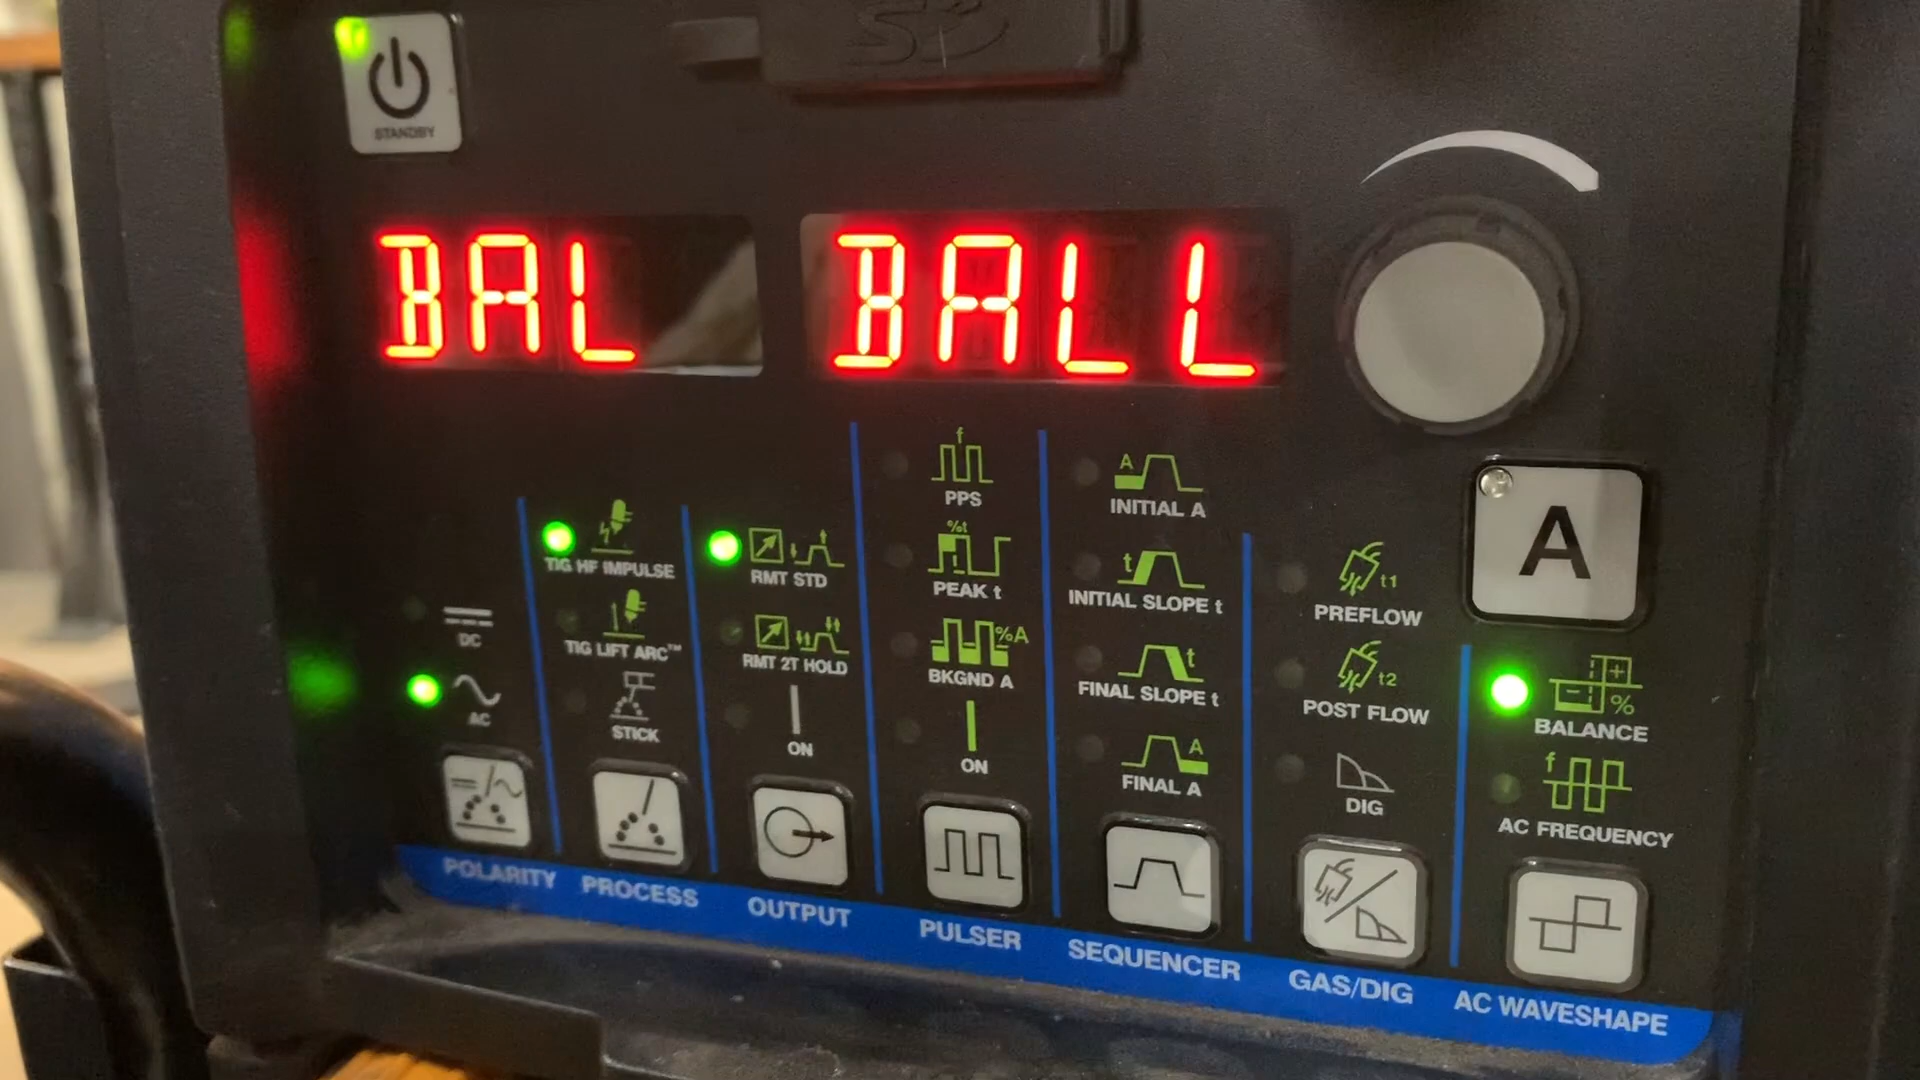 STANDBY
BAL BALL
A
f
PPS
A
INITIAL A
TIG HF IMPULSE
RMT STD
%t
PEAK t
t
INITIAL SLOPE t
t1
PREFLOW
DC
TIG LIFT ARC™
RMT 2T HOLD
%A
BKGND A
t
FINAL SLOPE t
t2
POST FLOW
+
- %
BALANCE
AC
STICK
ON
ON
A
FINAL A
DIG
f
AC FREQUENCY
POLARITY
PROCESS
OUTPUT
PULSER
SEQUENCER
GAS/DIG
AC WAVESHAPE